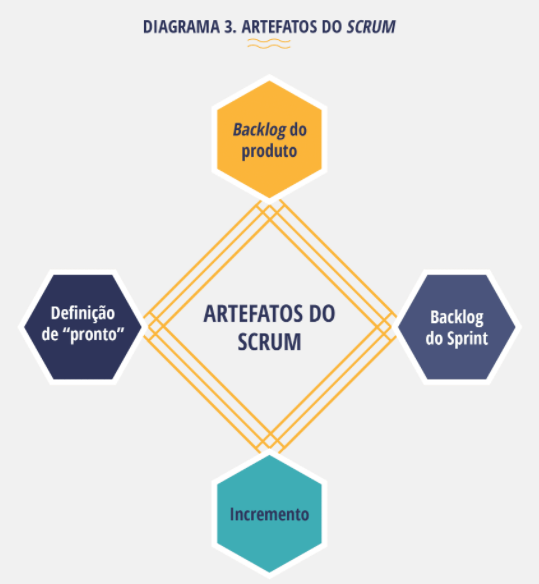 DIAGRAMA 3. ARTEFATOS DO SCRUM
Backlog do
produto
Definição
de “pronto”
ARTEFATOS DO
SCRUM
Backlog
do Sprint
Incremento